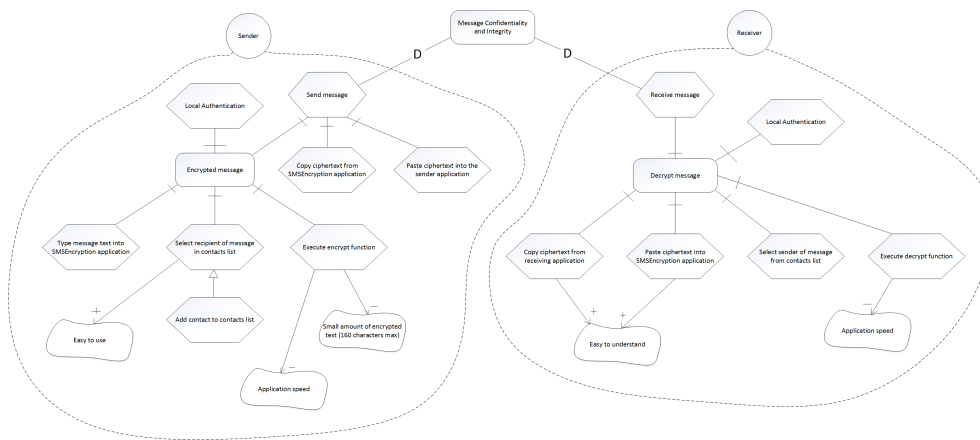 Sender
Message Confidentiality
and Integrity
Receiver
D
D
Send message
Receive message
Local Authentication
Local Authentication
Encrypted message
Copy ciphertext from
SMSEncryption application
Paste ciphertext into the
sender application
Decrypt message
Type message text into
SMSEncryption application
Select recipient of message
in contacts list
Execute encrypt function
Copy ciphertext from
receiving application
Paste ciphertext into
SMSEncryption application
Select sender of message
from contacts list
Execute decrypt function
+
Add contact to contacts list
−
Small amount of encrypted
text (160 characters max)
+
+
−
Easy to use
Easy to understand
Application speed
−
Application speed